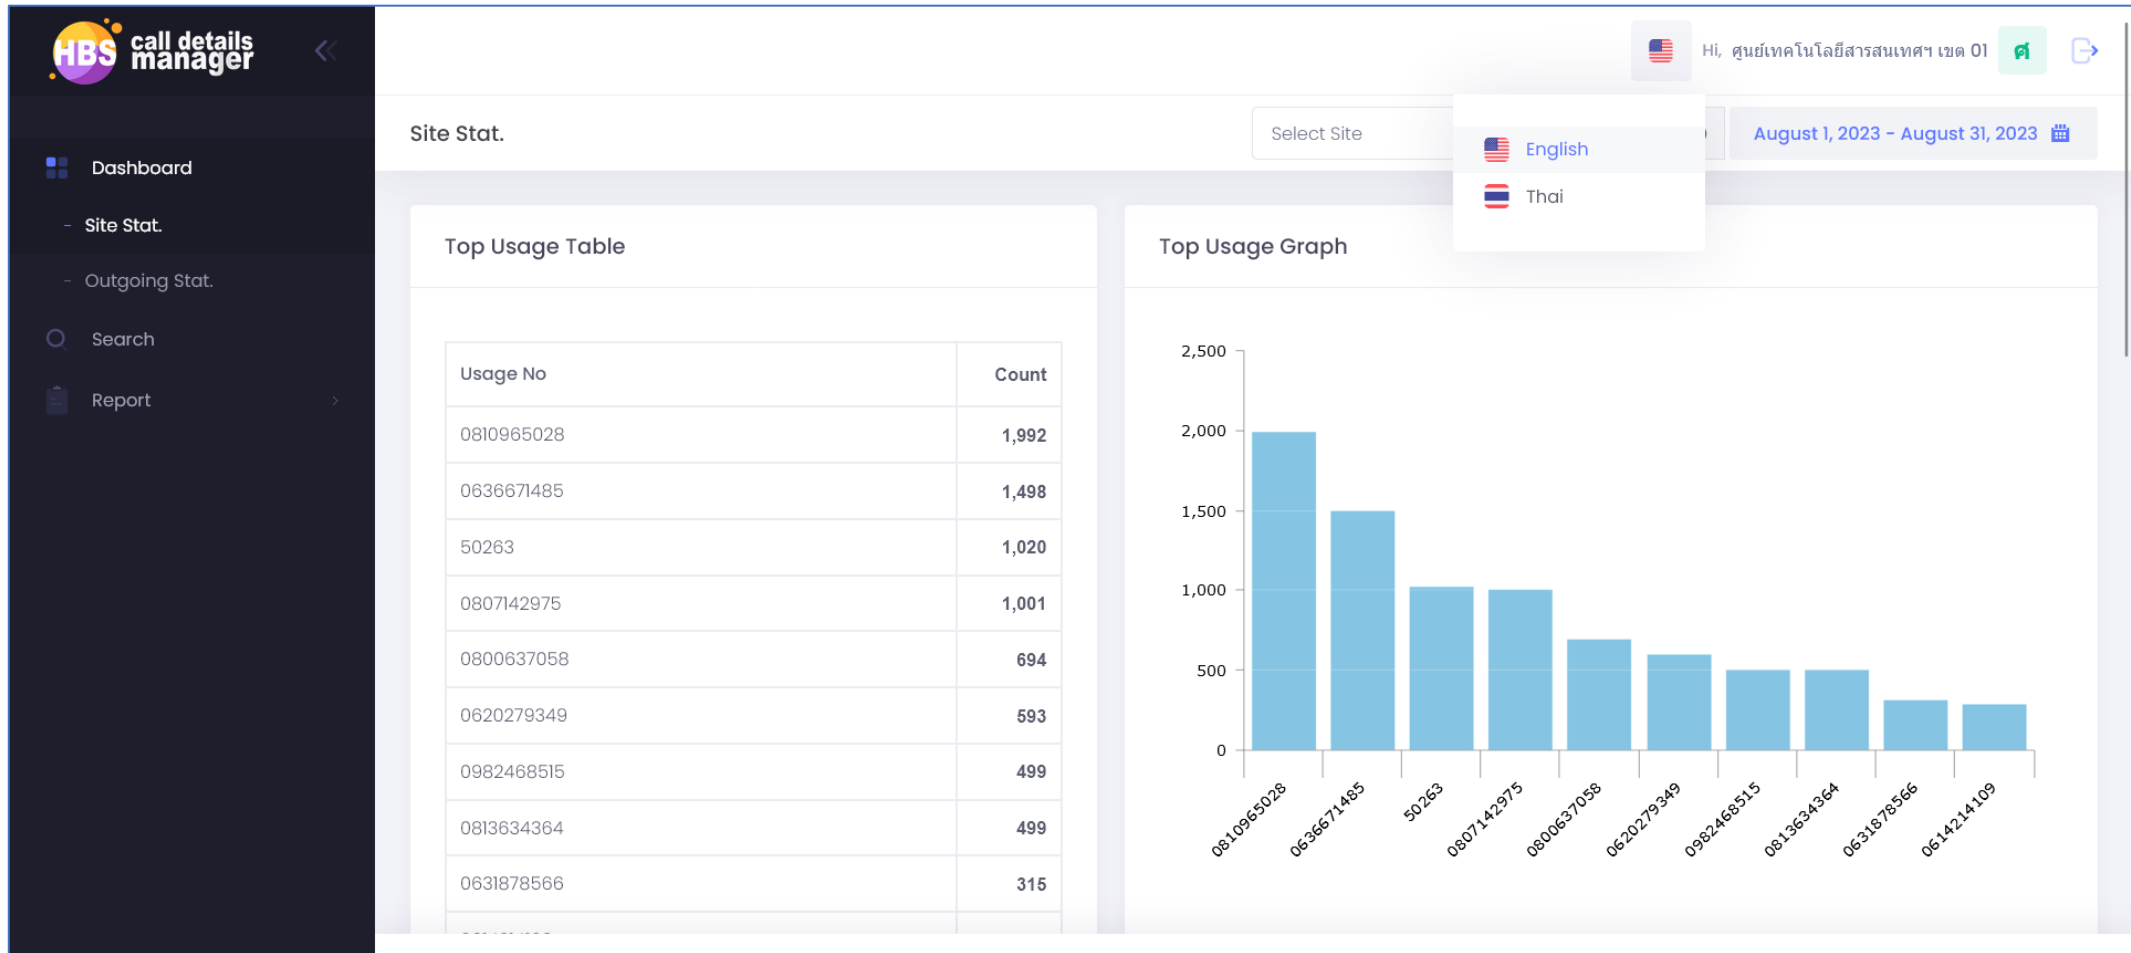 HBS call details manager
Hi, ศูนย์เทคโนโลยีสารสนเทศฯ เขต 01 ศ
Dashboard
- Site Stat.
- Outgoing Stat.
Search
Report
Site Stat.
Select Site
August 1, 2023 - August 31, 2023
English
Thai
Top Usage Table
Usage No Count
0810965028 1,992
0636671485 1,498
50263 1,020
0807142975 1,001
0800637058 694
0620279349 593
0982468515 499
0813634364 499
0631878566 315
Top Usage Graph
2,500
2,000
1,500
1,000
500
0
0810965028 0636671485 50263 0807142975 0800637058 0620279349 0982468515 0813634364 0631878566 0614214109